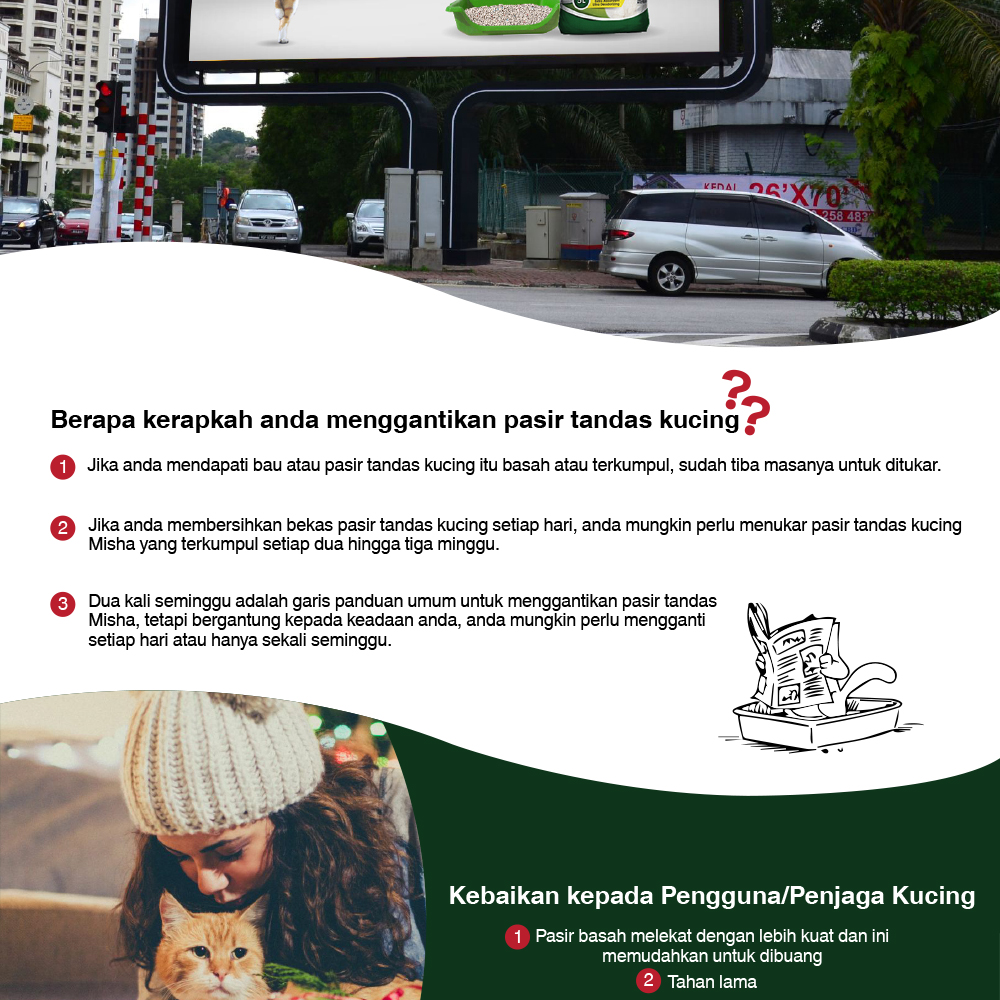 KEDAI 26'X70'
258 483
Berapa kerapkah anda menggantikan pasir tandas kucing??
1 Jika anda mendapati bau atau pasir tandas kucing itu basah atau terkumpul, sudah tiba masanya untuk ditukar.
2 Jika anda membersihkan bekas pasir tandas kucing setiap hari, anda mungkin perlu menukar pasir tandas kucing
Misha yang terkumpul setiap dua hingga tiga minggu.
3 Dua kali seminggu adalah garis panduan umum untuk menggantikan pasir tandas
Misha, tetapi bergantung kepada keadaan anda, anda mungkin perlu mengganti
setiap hari atau hanya sekali seminggu.
Kebaikan kepada Pengguna/Penjaga Kucing
1 Pasir basah melekat dengan lebih kuat dan ini
memudahkan untuk dibuang
2 Tahan lama